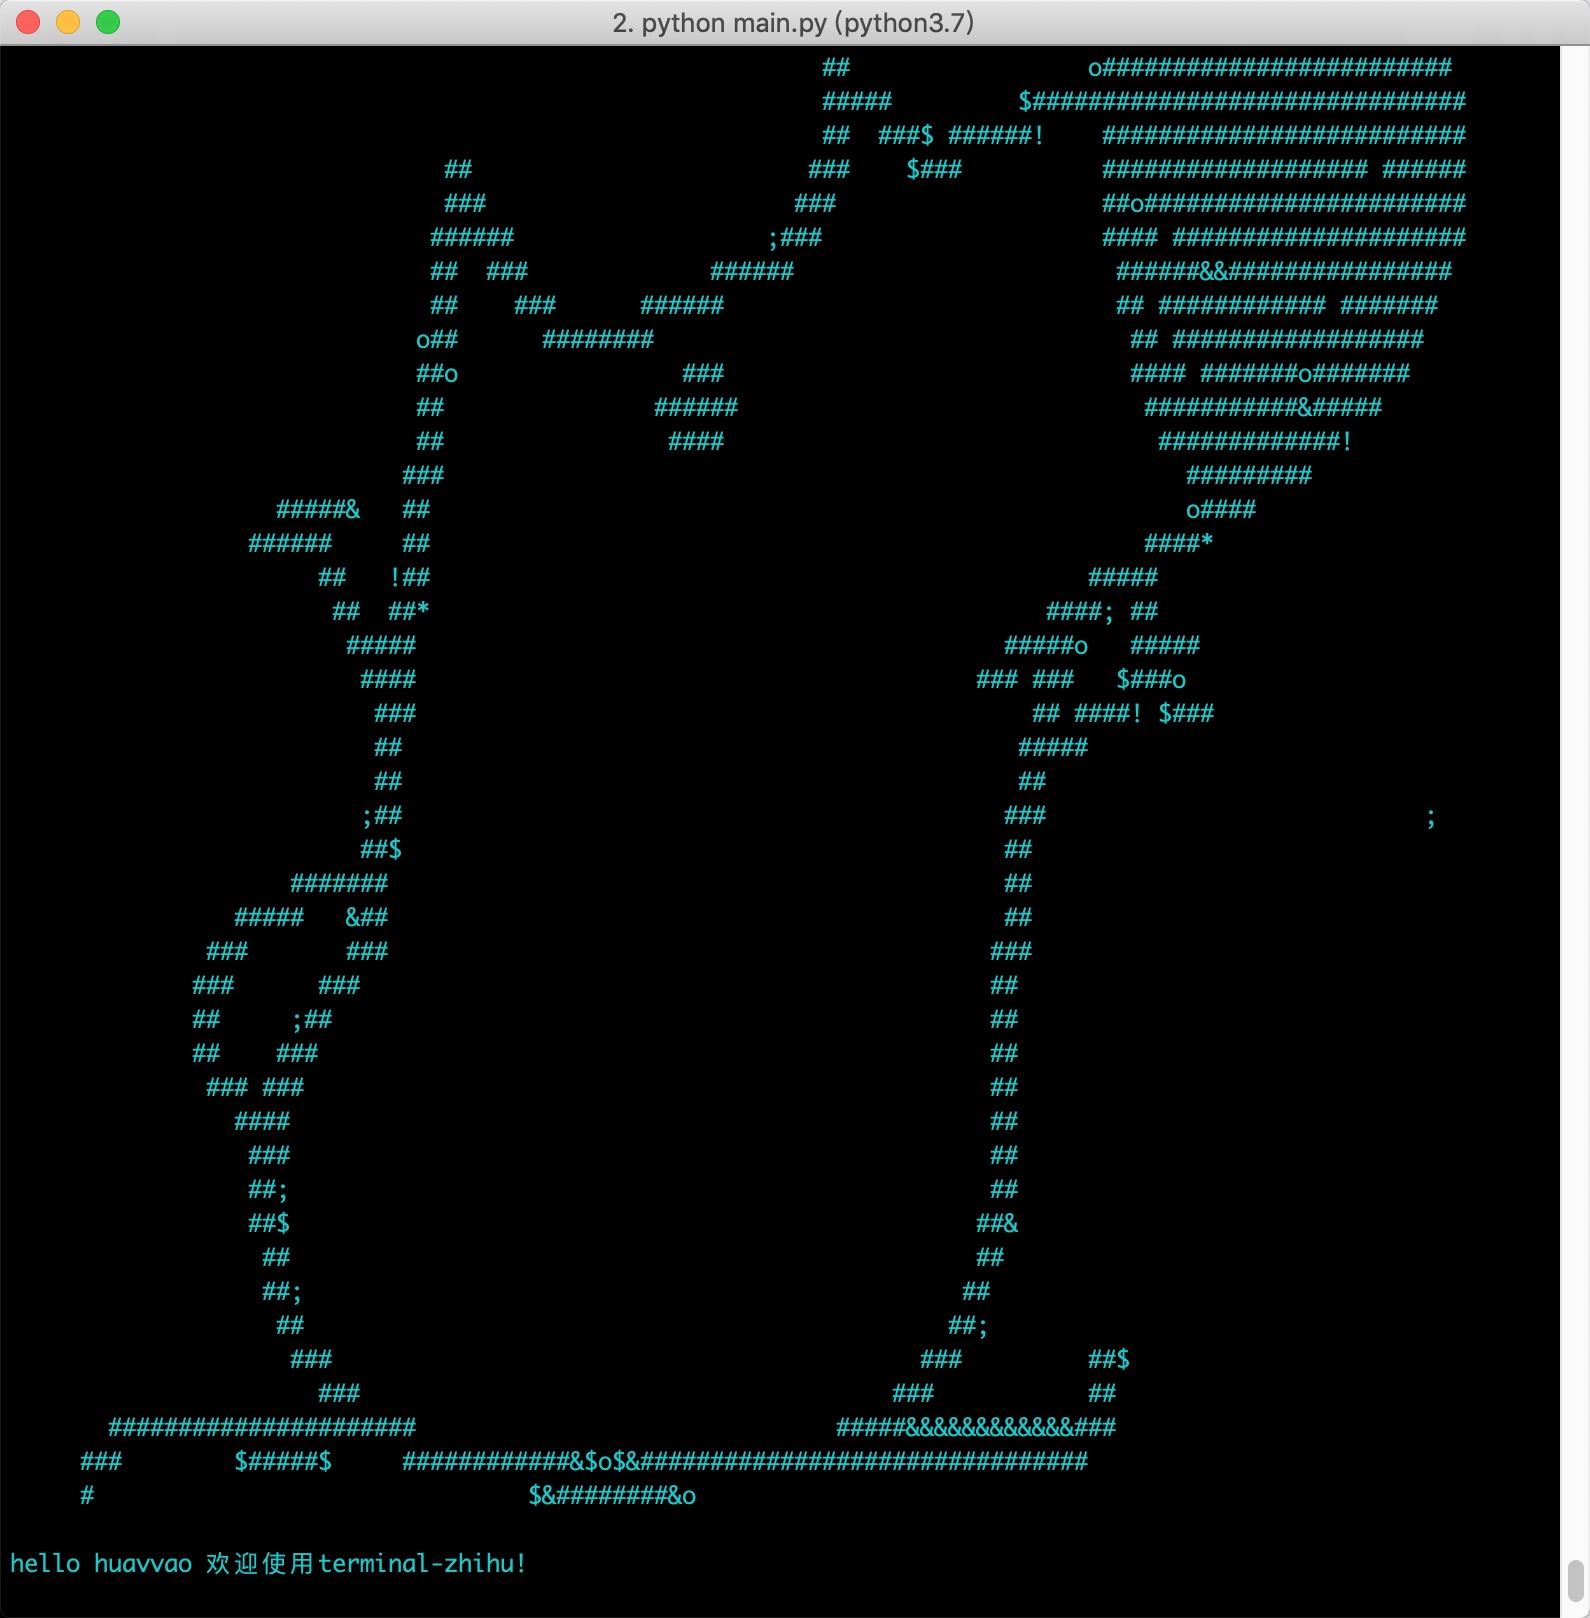 2. python main.py (python3.7)
hello huavvao 欢迎使用terminal-zhihu!